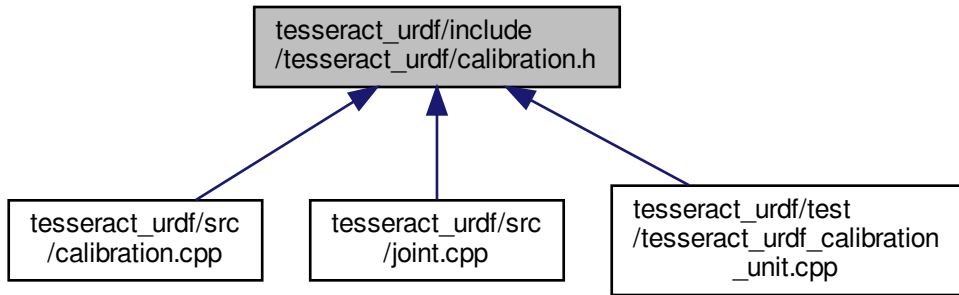 tesseract_urdf/include
/tesseract_urdf/calibration.h
tesseract_urdf/src
/calibration.cpp
tesseract_urdf/src
/joint.cpp
tesseract_urdf/test
/tesseract_urdf_calibration
_unit.cpp